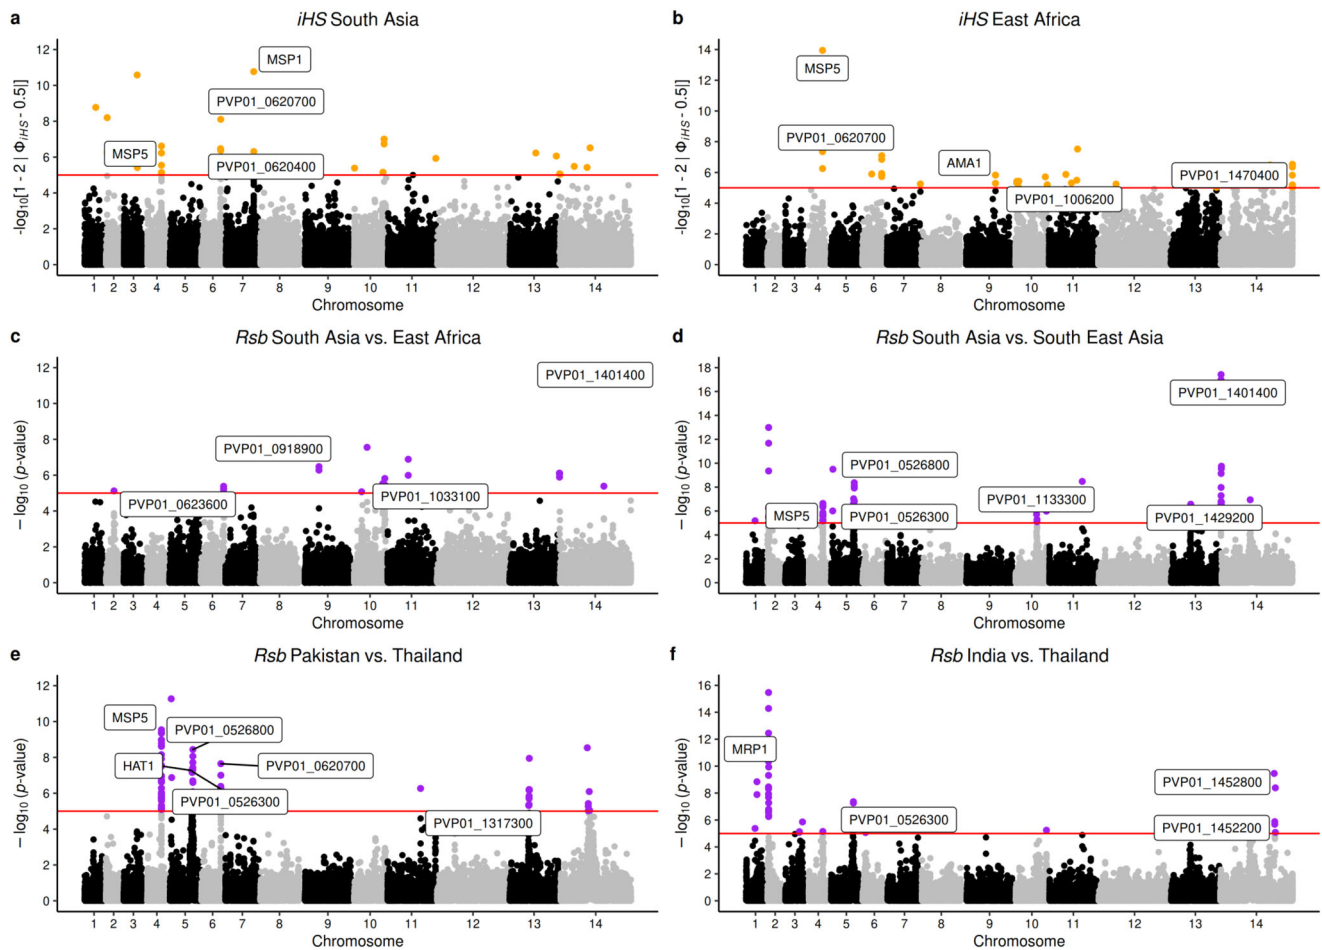 a
iHS South Asia
-log10[1 - 2 | ΦiHS - 0.5|]
12
10
8
6
4
2
0
MSP1
PVP01_0620700
MSP5
PVP01_0620400
1 2 3 4 5 6 7 8 9 10 11 12 13 14
Chromosome
b
iHS East Africa
-log10[1 - 2 | ΦiHS - 0.5|]
14
12
10
8
6
4
2
0
MSP5
PVP01_0620700
AMA1
PVP01_1470400
PVP01_1006200
1 2 3 4 5 6 7 8 9 10 11 12 13 14
Chromosome
c
Rsb South Asia vs. East Africa
− log10 (p-value)
12
10
8
6
4
2
0
PVP01_1401400
PVP01_0918900
PVP01_1033100
PVP01_0623600
1 2 3 4 5 6 7 8 9 10 11 12 13 14
Chromosome
d
Rsb South Asia vs. South East Asia
− log10 (p-value)
18
16
14
12
10
8
6
4
2
0
PVP01_1401400
PVP01_0526800
PVP01_1133300
MSP5
PVP01_0526300
PVP01_1429200
1 2 3 4 5 6 7 8 9 10 11 12 13 14
Chromosome
e
Rsb Pakistan vs. Thailand
− log10 (p-value)
12
10
8
6
4
2
0
MSP5
PVP01_0526800
HAT1
PVP01_0620700
PVP01_0526300
PVP01_1317300
1 2 3 4 5 6 7 8 9 10 11 12 13 14
Chromosome
f
Rsb India vs. Thailand
− log10 (p-value)
16
14
12
10
8
6
4
2
0
MRP1
PVP01_1452800
PVP01_0526300
PVP01_1452200
1 2 3 4 5 6 7 8 9 10 11 12 13 14
Chromosome